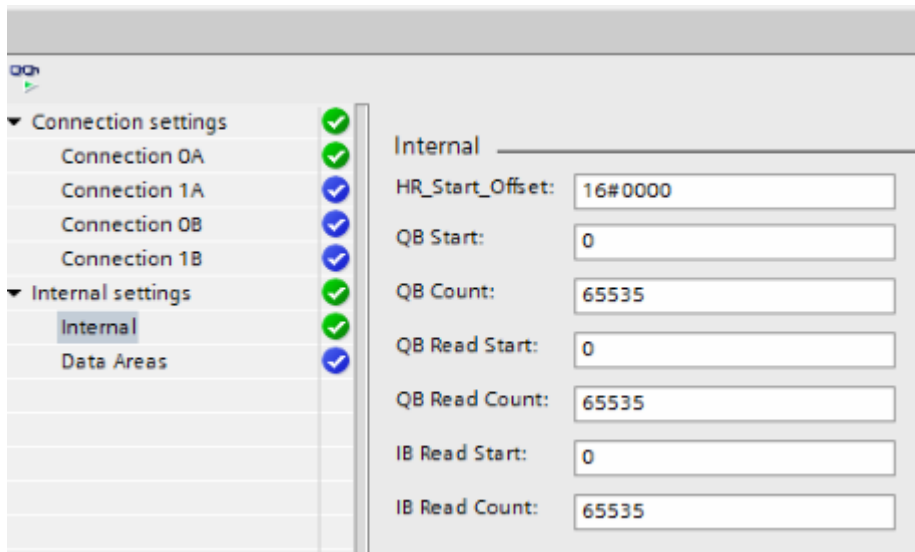 Connection settings
Connection 0A
Connection 1A
Connection 0B
Connection 1B
Internal settings
Internal
Data Areas
Internal
HR_Start_Offset: 16#0000
QB Start: 0
QB Count: 65535
QB Read Start: 0
QB Read Count: 65535
IB Read Start: 0
IB Read Count: 65535